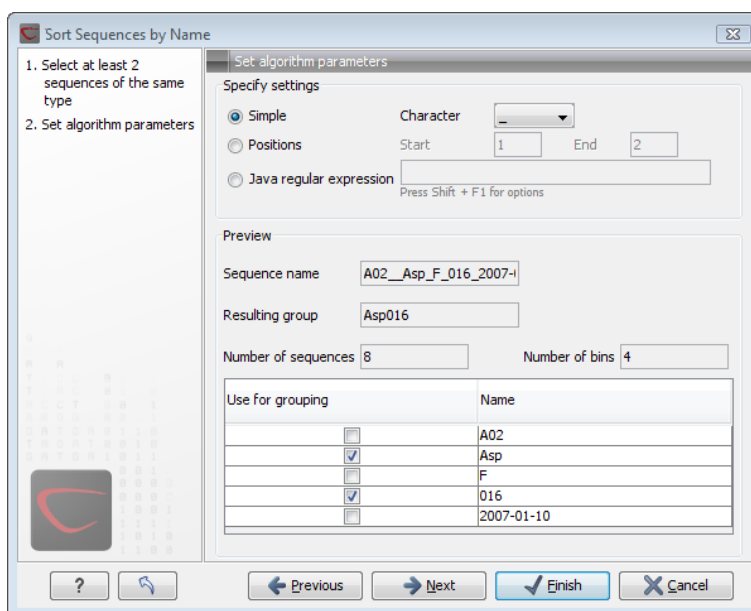 Sort Sequences by Name
1. Select at least 2
sequences of the same
type
2. Set algorithm parameters
Set algorithm parameters
Specify settings
Simple Character _
Positions Start 1 End 2
Java regular expression
Press Shift + F1 for options
Preview
Sequence name A02__Asp_F_016_2007-
Resulting group Asp016
Number of sequences 8 Number of bins 4
Use for grouping Name
A02
Asp
F
016
2007-01-10
? Previous Next Finish Cancel